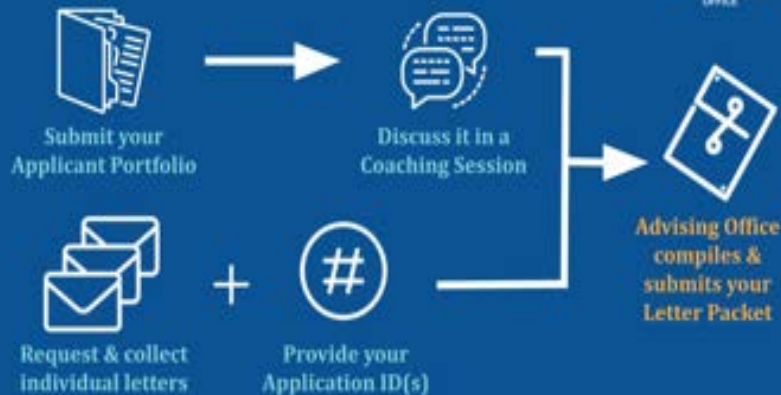 OFFICE
Submit your
Applicant Portfolio
Discuss it in a
Coaching Session
Advising Office
compiles &
submits your
Letter Packet
+
#
Request & collect
individual letters
Provide your
Application ID(s)